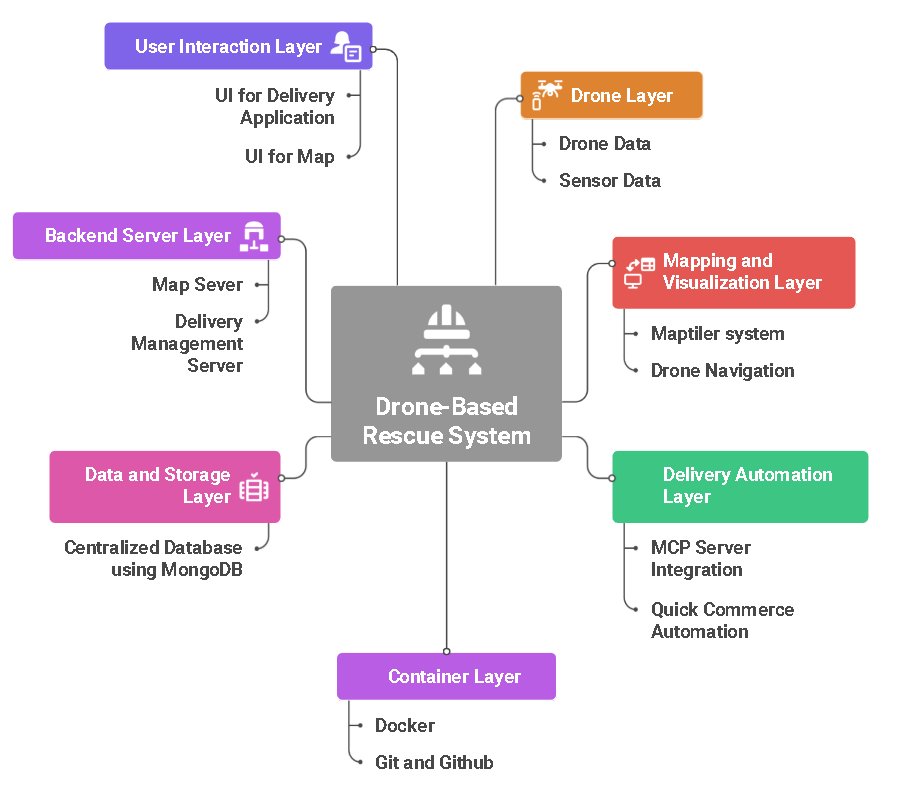 User Interaction Layer
UI for Delivery
Application
UI for Map
Drone Layer
Drone Data
Sensor Data
Backend Server Layer
Map Sever
Delivery
Management
Server
Mapping and
Visualization Layer
Maptiler system
Drone Navigation
Drone-Based
Rescue System
Data and Storage
Layer
Centralized Database
using MongoDB
Delivery Automation
Layer
MCP Server
Integration
Quick Commerce
Automation
Container Layer
Docker
Git and Github